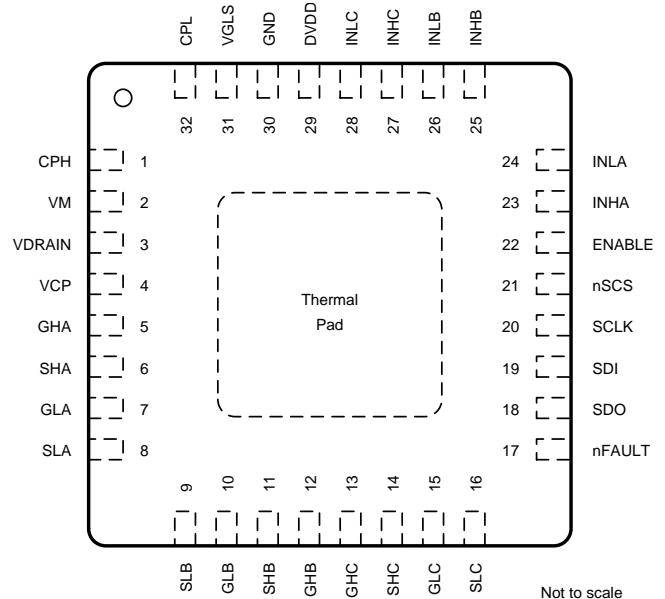 CPL VGLS GND DVDD INLC INHC INLB INHB
32 31 30 29 28 27 26 25
CPH 1 24 INLA
VM 2 23 INHA
VDRAIN 3 22 ENABLE
VCP 4 21 nSCS
GHA 5 20 SCLK
SHA 6 19 SDI
GLA 7 18 SDO
SLA 8 17 nFAULT
Thermal
Pad
9 10 11 12 13 14 15 16
SLB GLB SHB GHB GHC SHC GLC SLC
Not to scale